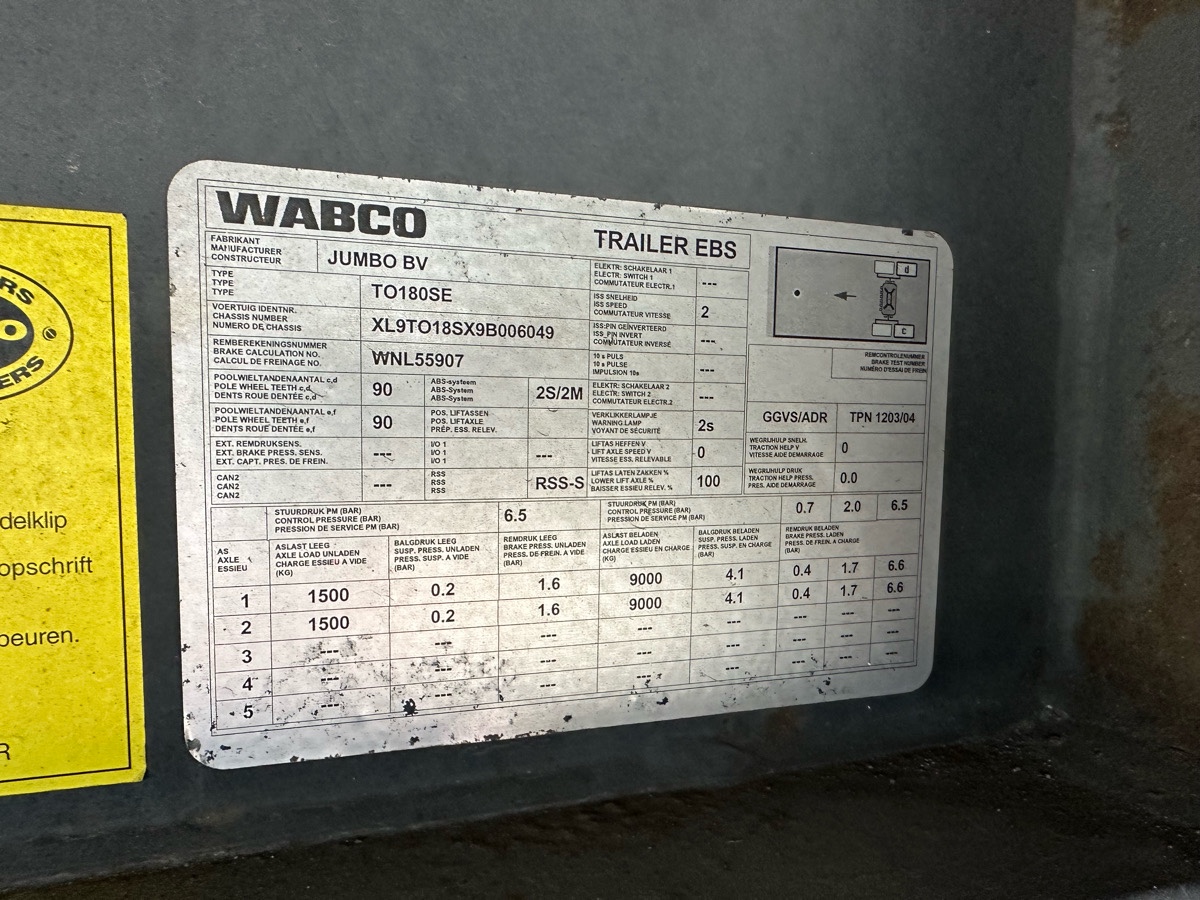 WABCO
TRAILER EBS
FABRIKANT
MANUFACTURER
CONSTRUCTEUR
JUMBO BV
TYPE
TYPE
TYPE
TO180SE
VOERTUIG IDENTNR.
CHASSIS NUMBER
NUMERO DE CHASSIS
XL9TO18SX9B006049
REMBEREKENINGSNUMMER
BRAKE CALCULATION NO.
CALCUL DE FREINAGE NO.
WNL55907
POOLWIELTANDENAANTAL c,d
POLE WHEEL TEETH c,d
DENTS ROUE DENTÉE c,d
90
ABS-systeem
ABS-System
ABS-System
2S/2M
POOLWIELTANDENAANTAL e,f
POLE WHEEL TEETH e,f
DENTS ROUE DENTÉE e,f
90
POS. LIFTASSEN
POS. LIFTAXLE
PRÉP. ESS. RELEV.
EXT. REMDRUKSENS.
EXT. BRAKE PRESS. SENS.
EXT. CAPT. PRES. DE FREIN.
---
I/O 1
I/O 1
I/O 1
---
CAN2
CAN2
CAN2
---
RSS
RSS
RSS
RSS-S
ELEKTR: SCHAKELAAR 1
ELECTR: SWITCH 1
COMMUTATEUR ELECTR.1
---
ISS SNELHEID
ISS SPEED
COMMUTATEUR VITESSE
2
ISS:PIN GEÏNVERTEERD
ISS_PIN INVERT
COMMUTATEUR INVERSÉ
---
10 s PULS
10 s PULSE
IMPULSION 10s
---
ELEKTR: SCHAKELAAR 2
ELECTR: SWITCH 2
COMMUTATEUR ELECTR.2
---
VERKLIKKERLAMPJE
WARNING LAMP
VOYANT DE SÉCURITÉ
2s
LIFTAS HEFFEN V
LIFT AXLE SPEED V
VITESSE ESS. RELEVABLE
0
LIFTAS LATEN ZAKKEN %
LOWER LIFT AXLE %
BAISSER ESSIEU RELEV. %
100
d
c
REMCONTROLENUMMER
BRAKE TEST NUMBER
NUMÉRO D'ESSAI DE FREIN
GGVS/ADR
TPN 1203/04
WEGRIJHULP SNELH.
TRACTION HELP V
VITESSE AIDE DEMARRAGE
0
WEGRIJHULP DRUK
TRACTION HELP PRESS.
PRES. AIDE DEMARRAGE
0.0
STUURDRUK PM (BAR)
CONTROL PRESSURE (BAR)
PRESSION DE SERVICE PM (BAR)
6.5
STUURDRUK PM (BAR)
CONTROL PRESSURE (BAR)
PRESSION DE SERVICE PM (BAR)
0.7 2.0 6.5
AS
AXLE
ESSIEU
ASLAST LEEG
AXLE LOAD UNLADEN
CHARGE ESSIEU A VIDE
(KG)
BALGDRUK LEEG
SUSP. PRESS. UNLADEN
PRESS. SUSP. A VIDE
(BAR)
REMDRUK LEEG
BRAKE PRESS. UNLADEN
PRESS. DE FREIN. A VIDE
(BAR)
ASLAST BELADEN
AXLE LOAD LADEN
CHARGE ESSIEU EN CHARGE
(KG)
BALGDRUK BELADEN
SUSP. PRESS. LADEN
PRESS. SUSP. EN CHARGE
(BAR)
REMDRUK BELADEN
BRAKE PRESS. LADEN
PRES. DE FREIN. A CHARGE
(BAR)
1 1500 0.2 1.6 9000 4.1 0.4 1.7 6.6
2 1500 0.2 1.6 9000 4.1 0.4 1.7 6.6
3 --- --- --- --- --- --- --- ---
4 --- --- --- --- --- --- --- ---
5 --- --- --- --- --- --- --- ---
delklip
opschrift
beuren.
R